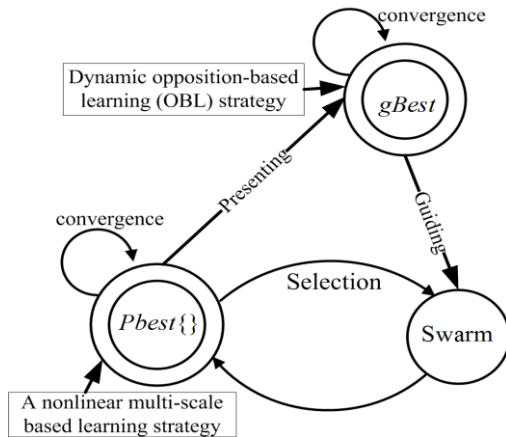 convergence
Dynamic opposition-based
learning (OBL) strategy
gBest
Presenting
Guiding
convergence
Selection
Pbest{}
Swarm
A nonlinear multi-scale
based learning strategy